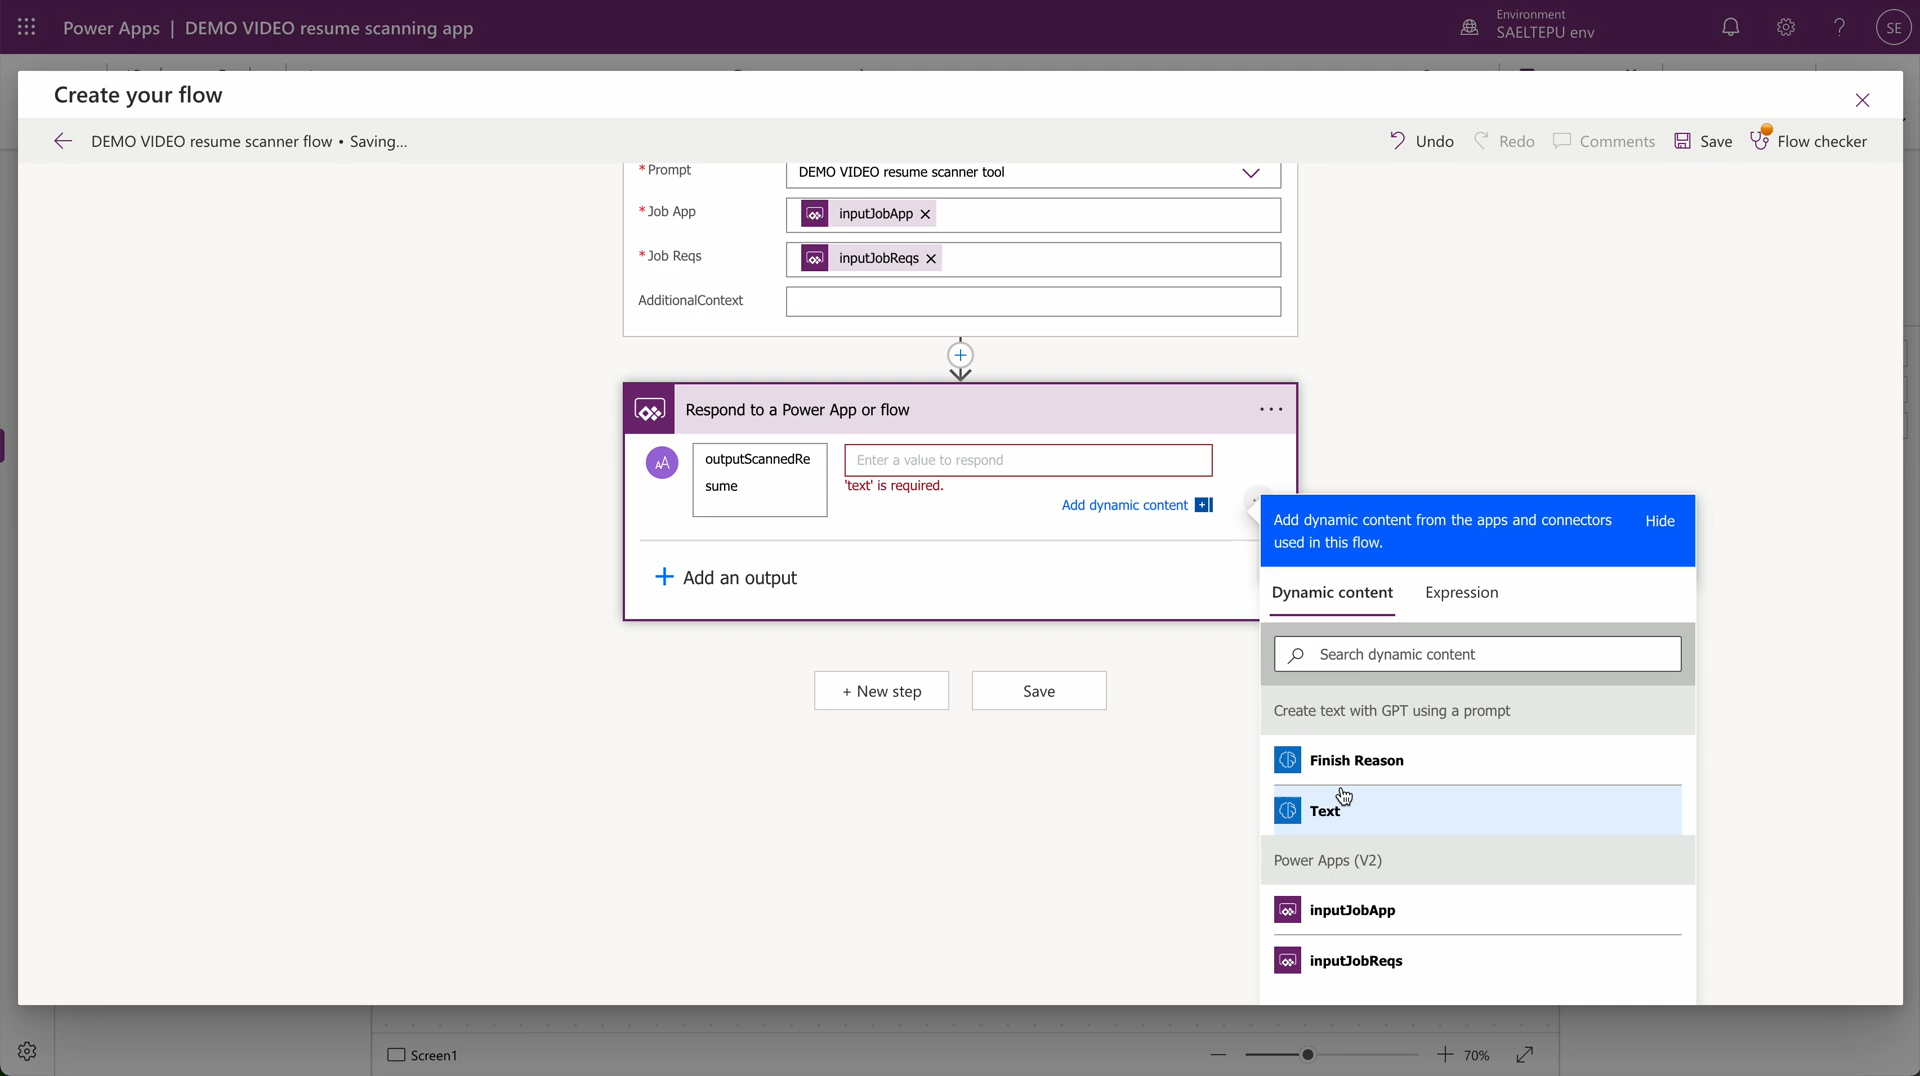 Power Apps | DEMO VIDEO resume scanning app
Environment
SAELTEPU env
SE
Create your flow
DEMO VIDEO resume scanner flow • Saving...
Undo
Redo
Comments
Save
Flow checker
* Prompt
DEMO VIDEO resume scanner tool
* Job App
inputJobApp
* Job Reqs
inputJobReqs
AdditionalContext
Respond to a Power App or flow
AA
outputScannedRe
sume
Enter a value to respond
'text' is required.
Add dynamic content
Add an output
+ New step
Save
Add dynamic content from the apps and connectors
used in this flow.
Hide
Dynamic content
Expression
Search dynamic content
Create text with GPT using a prompt
Finish Reason
Text
Power Apps (V2)
inputJobApp
inputJobReqs
Screen1
70%